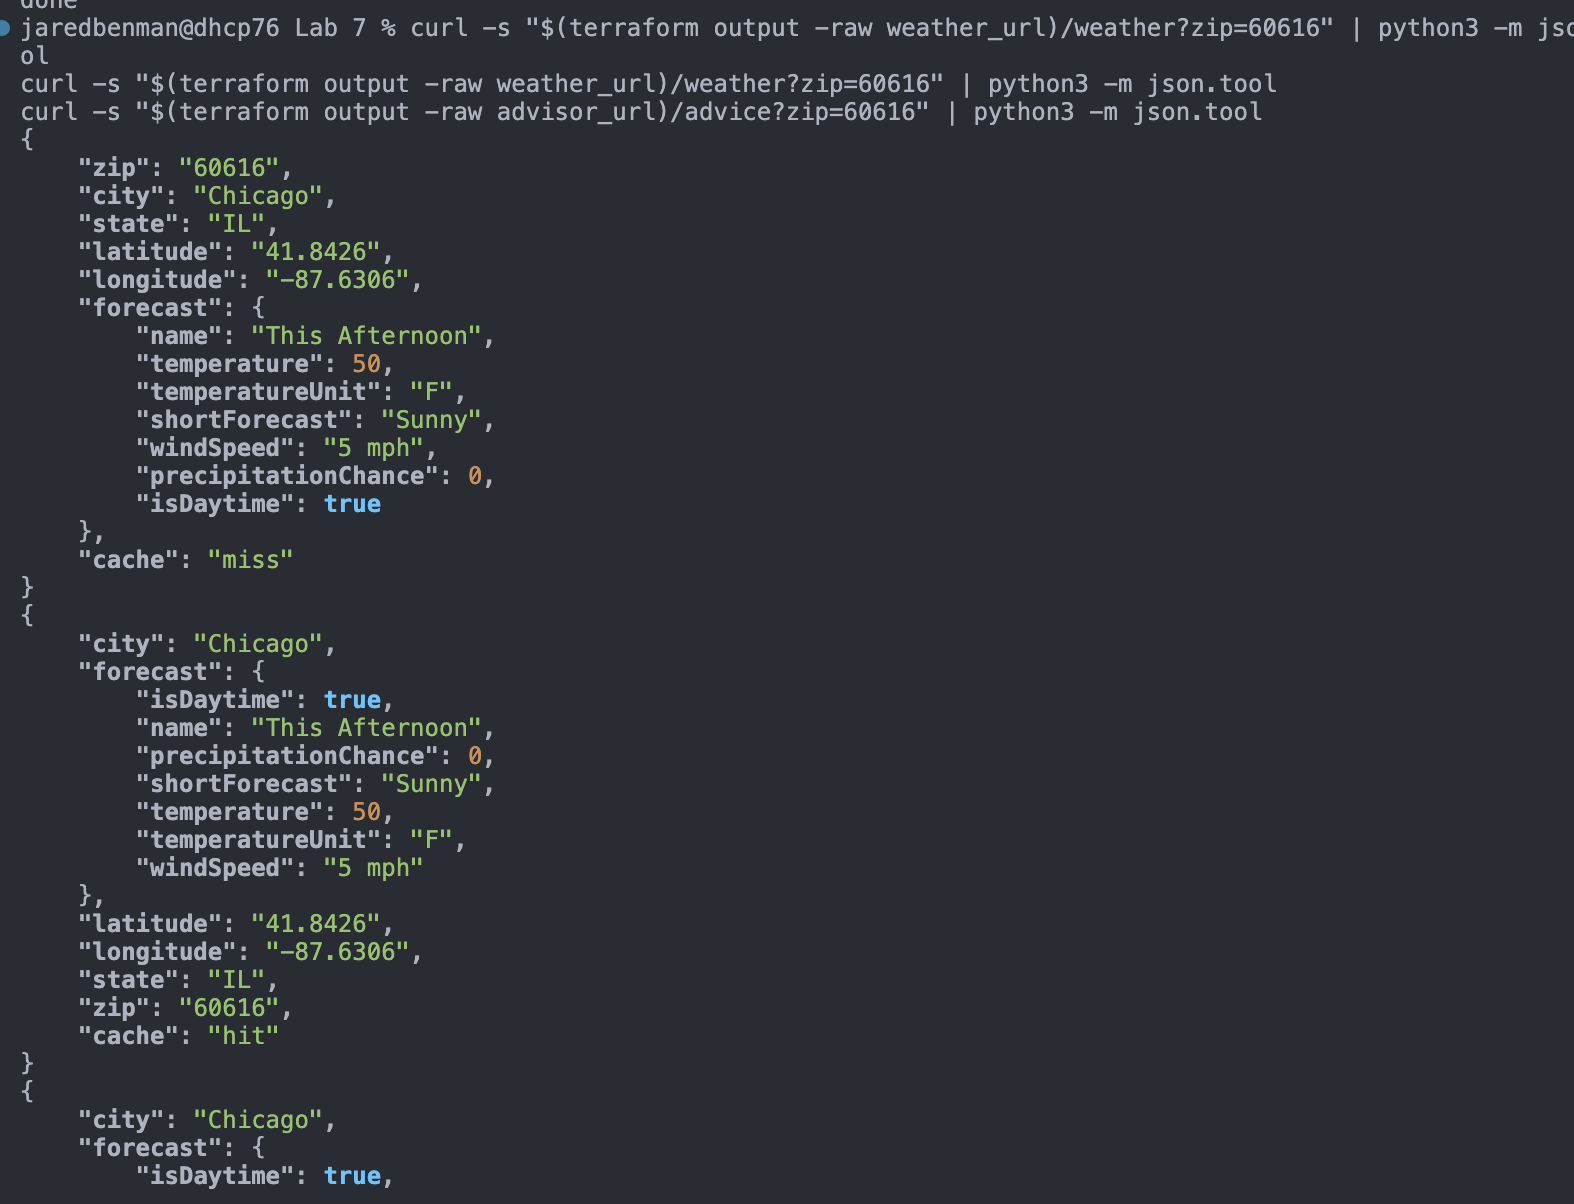 done
jaredbenman@dhcp76 Lab 7 % curl -s "$(terraform output -raw weather_url)/weather?zip=60616" | python3 -m jso
ol
curl -s "$(terraform output -raw weather_url)/weather?zip=60616" | python3 -m json.tool
curl -s "$(terraform output -raw advisor_url)/advice?zip=60616" | python3 -m json.tool
{
    "zip": "60616",
    "city": "Chicago",
    "state": "IL",
    "latitude": "41.8426",
    "longitude": "-87.6306",
    "forecast": {
        "name": "This Afternoon",
        "temperature": 50,
        "temperatureUnit": "F",
        "shortForecast": "Sunny",
        "windSpeed": "5 mph",
        "precipitationChance": 0,
        "isDaytime": true
    },
    "cache": "miss"
}
{
    "city": "Chicago",
    "forecast": {
        "isDaytime": true,
        "name": "This Afternoon",
        "precipitationChance": 0,
        "shortForecast": "Sunny",
        "temperature": 50,
        "temperatureUnit": "F",
        "windSpeed": "5 mph"
    },
    "latitude": "41.8426",
    "longitude": "-87.6306",
    "state": "IL",
    "zip": "60616",
    "cache": "hit"
}
{
    "city": "Chicago",
    "forecast": {
        "isDaytime": true,